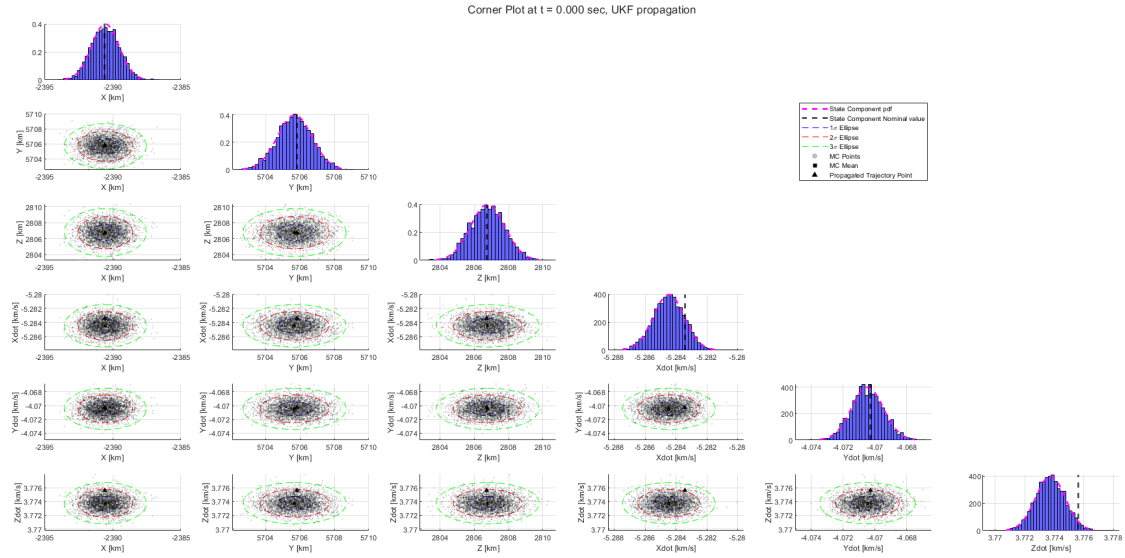 Corner Plot at t = 0.000 sec, UKF propagation
0.4
0.2
0
-2395 -2390 -2385
X [km]
5710
5708
5706
5704
Y [km]
-2395 -2390 -2385
X [km]
0.4
0.2
0
5704 5706 5708 5710
Y [km]
State Component pdf
State Component Nominal value
1σ Ellipse
2σ Ellipse
3σ Ellipse
MC Points
MC Mean
Propagated Trajectory Point
2810
2808
2806
2804
Z [km]
-2395 -2390 -2385
X [km]
5704 5706 5708 5710
Y [km]
0.4
0.2
0
2804 2806 2808 2810
Z [km]
-5.28
-5.282
-5.284
-5.286
Xdot [km/s]
-2395 -2390 -2385
X [km]
-5.28
-5.282
-5.284
-5.286
Xdot [km/s]
5704 5706 5708 5710
Y [km]
-5.28
-5.282
-5.284
-5.286
Xdot [km/s]
2804 2806 2808 2810
Z [km]
400
200
0
-5.288 -5.286 -5.284 -5.282 -5.28
Xdot [km/s]
-4.068
-4.07
-4.072
-4.074
Ydot [km/s]
-2395 -2390 -2385
X [km]
-4.068
-4.07
-4.072
-4.074
Ydot [km/s]
5704 5706 5708 5710
Y [km]
-4.068
-4.07
-4.072
-4.074
Ydot [km/s]
2804 2806 2808 2810
Z [km]
-4.068
-4.07
-4.072
-4.074
Ydot [km/s]
-5.288 -5.286 -5.284 -5.282 -5.28
Xdot [km/s]
400
200
0
-4.074 -4.072 -4.07 -4.068
Ydot [km/s]
3.776
3.774
3.772
3.77
Zdot [km/s]
-2395 -2390 -2385
X [km]
3.776
3.774
3.772
3.77
Zdot [km/s]
5704 5706 5708 5710
Y [km]
3.776
3.774
3.772
3.77
Zdot [km/s]
2804 2806 2808 2810
Z [km]
3.776
3.774
3.772
3.77
Zdot [km/s]
-5.288 -5.286 -5.284 -5.282 -5.28
Xdot [km/s]
3.776
3.774
3.772
3.77
Zdot [km/s]
-4.074 -4.072 -4.07 -4.068
Ydot [km/s]
400
200
0
3.77 3.772 3.774 3.776 3.778
Zdot [km/s]